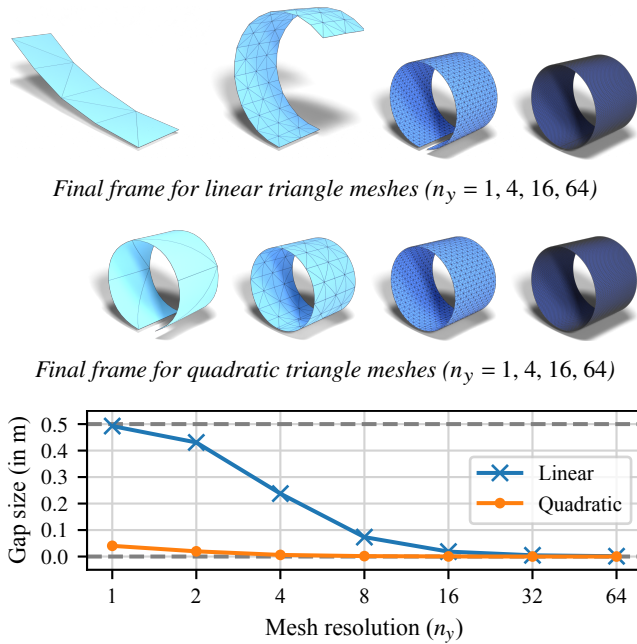 Final frame for linear triangle meshes (n_y = 1, 4, 16, 64)
Final frame for quadratic triangle meshes (n_y = 1, 4, 16, 64)
Gap size (in m)
0.5
0.4
0.3
0.2
0.1
0.0
Linear
Quadratic
1 2 4 8 16 32 64
Mesh resolution (n_y)